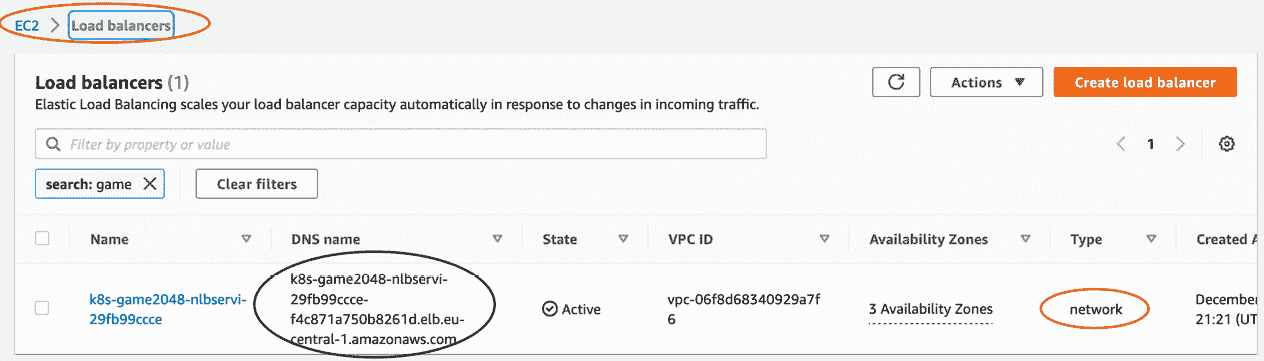 EC2 > Load balancers
Load balancers (1)
Elastic Load Balancing scales your load balancer capacity automatically in response to changes in incoming traffic.
Actions
Create load balancer
Filter by property or value
1
search: game
Clear filters
Name DNS name State VPC ID Availability Zones Type Created A
k8s-game2048-nlbservi-
29fb99ccce
k8s-game2048-nlbservi-
29fb99ccce-
f4c871a750b8261d.elb.eu-
central-1.amazonaws.com
Active
vpc-06f8d68340929a7f
6
3 Availability Zones
network
December
21:21 (UT